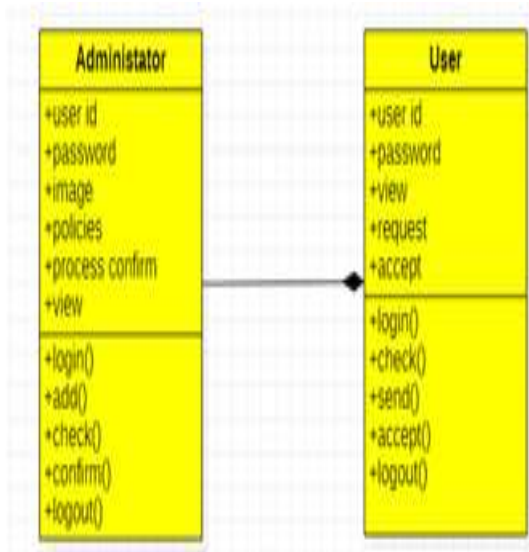 Administator
+user id
+password
+image
+policies
+process confirm
+view
+login()
+add()
+check()
+confirm()
+logout()
User
+user id
+password
+view
+request
+accept
+login()
+check()
+send()
+accept()
+logout()